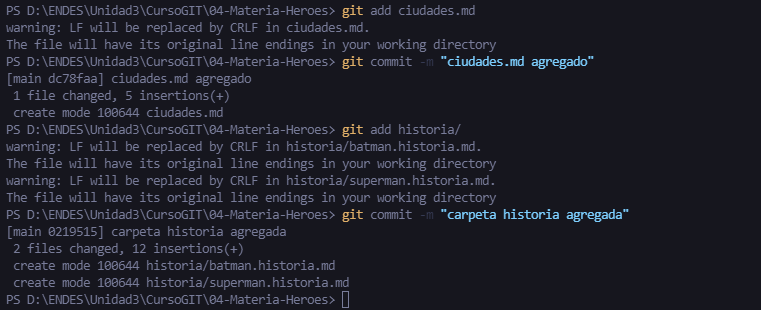 PS D:\ENDES\Unidad3\CursoGIT\04-Materia-Heroes> git add ciudades.md
warning: LF will be replaced by CRLF in ciudades.md.
The file will have its original line endings in your working directory
PS D:\ENDES\Unidad3\CursoGIT\04-Materia-Heroes> git commit -m "ciudades.md agregado"
[main dc78faa] ciudades.md agregado
 1 file changed, 5 insertions(+)
 create mode 100644 ciudades.md
PS D:\ENDES\Unidad3\CursoGIT\04-Materia-Heroes> git add historia/
warning: LF will be replaced by CRLF in historia/batman.historia.md.
The file will have its original line endings in your working directory
warning: LF will be replaced by CRLF in historia/superman.historia.md.
The file will have its original line endings in your working directory
PS D:\ENDES\Unidad3\CursoGIT\04-Materia-Heroes> git commit -m "carpeta historia agregada"
[main 0219515] carpeta historia agregada
 2 files changed, 12 insertions(+)
 create mode 100644 historia/batman.historia.md
 create mode 100644 historia/superman.historia.md
PS D:\ENDES\Unidad3\CursoGIT\04-Materia-Heroes>